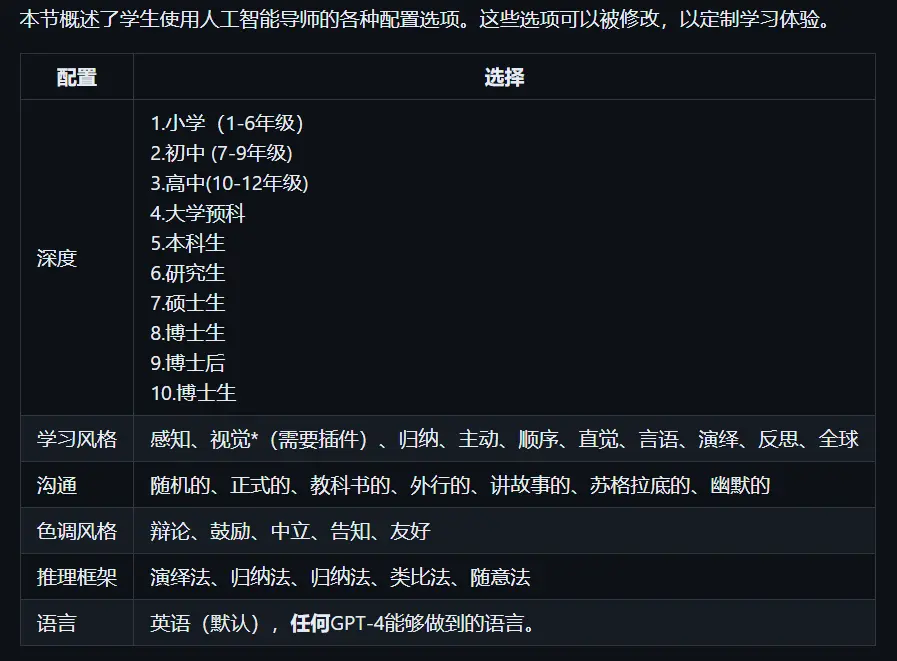 本节概述了学生使用人工智能导师的各种配置选项。这些选项可以被修改，以定制学习体验。
配置 选择
深度
1.小学（1-6年级）
2.初中 (7-9年级)
3.高中(10-12年级)
4.大学预科
5.本科生
6.研究生
7.硕士生
8.博士生
9.博士后
10.博士生
学习风格 感知、视觉*（需要插件）、归纳、主动、顺序、直觉、言语、演绎、反思、全球
沟通 随机的、正式的、教科书的、外行的、讲故事的、苏格拉底的、幽默的
色调风格 辩论、鼓励、中立、告知、友好
推理框架 演绎法、归纳法、归纳法、类比法、随意法
语言 英语（默认），任何GPT-4能够做到的语言。